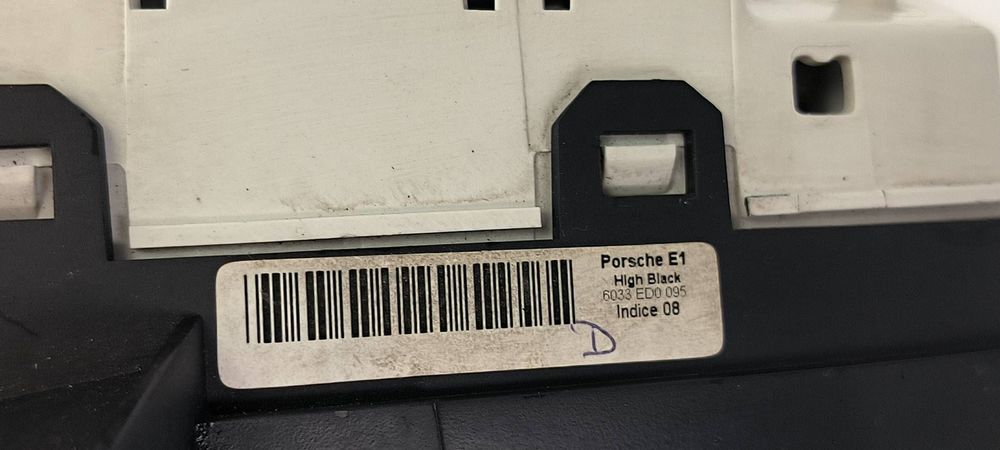 Porsche E1
High Black
6033 ED0 095
Indice 08
D